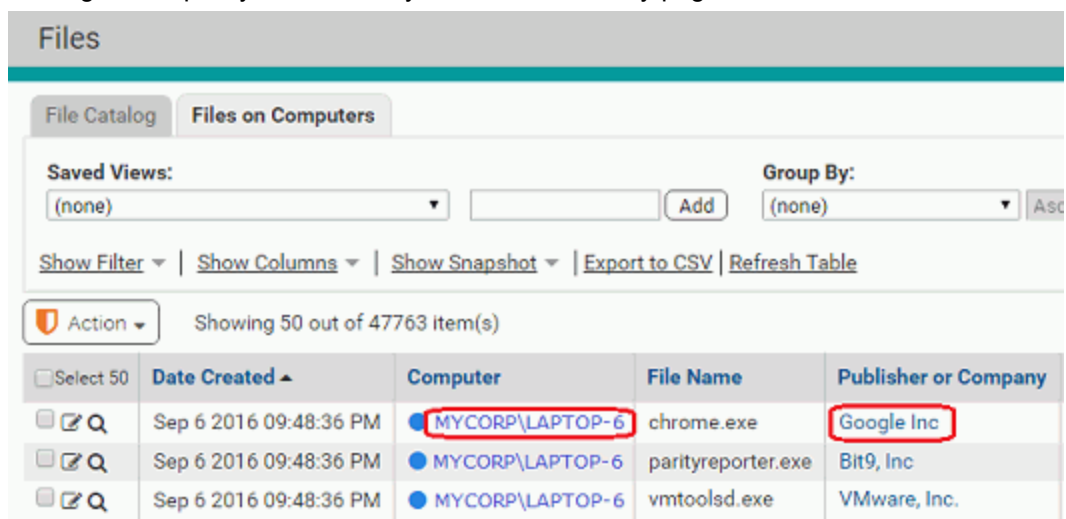 Files
File Catalog Files on Computers
Saved Views: Group By:
(none) Add (none) Asc
Show Filter | Show Columns | Show Snapshot | Export to CSV | Refresh Table
Action Showing 50 out of 47763 item(s)
Select 50 Date Created Computer File Name Publisher or Company
Sep 6 2016 09:48:36 PM MYCORP\LAPTOP-6 chrome.exe Google Inc
Sep 6 2016 09:48:36 PM MYCORP\LAPTOP-6 parityreporter.exe Bit9, Inc
Sep 6 2016 09:48:36 PM MYCORP\LAPTOP-6 vmtoolsd.exe VMware, Inc.